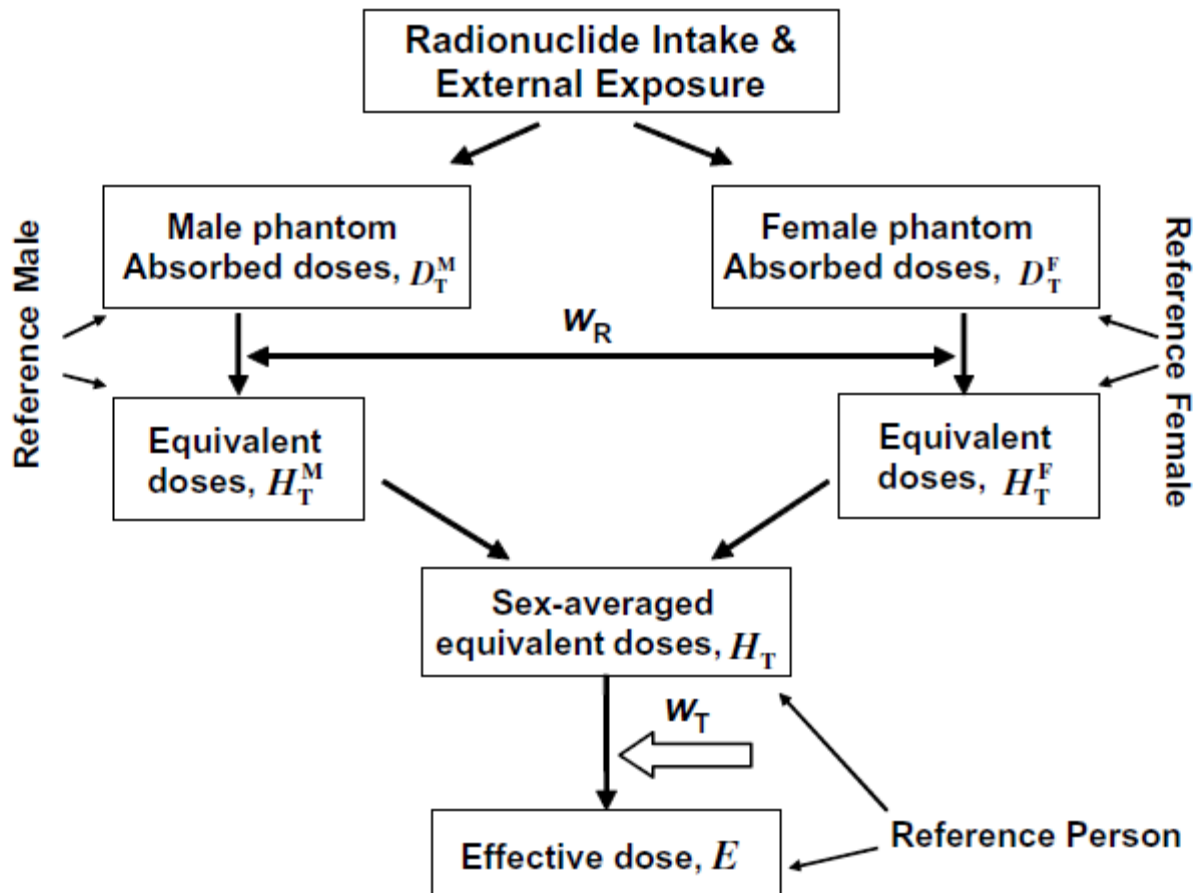 Radionuclide Intake &
External Exposure
Male phantom
Absorbed doses, D_T^M
Female phantom
Absorbed doses, D_T^F
Reference Male
Reference Female
w_R
Equivalent
doses, H_T^M
Equivalent
doses, H_T^F
Sex-averaged
equivalent doses, H_T
w_T
Effective dose, E
Reference Person